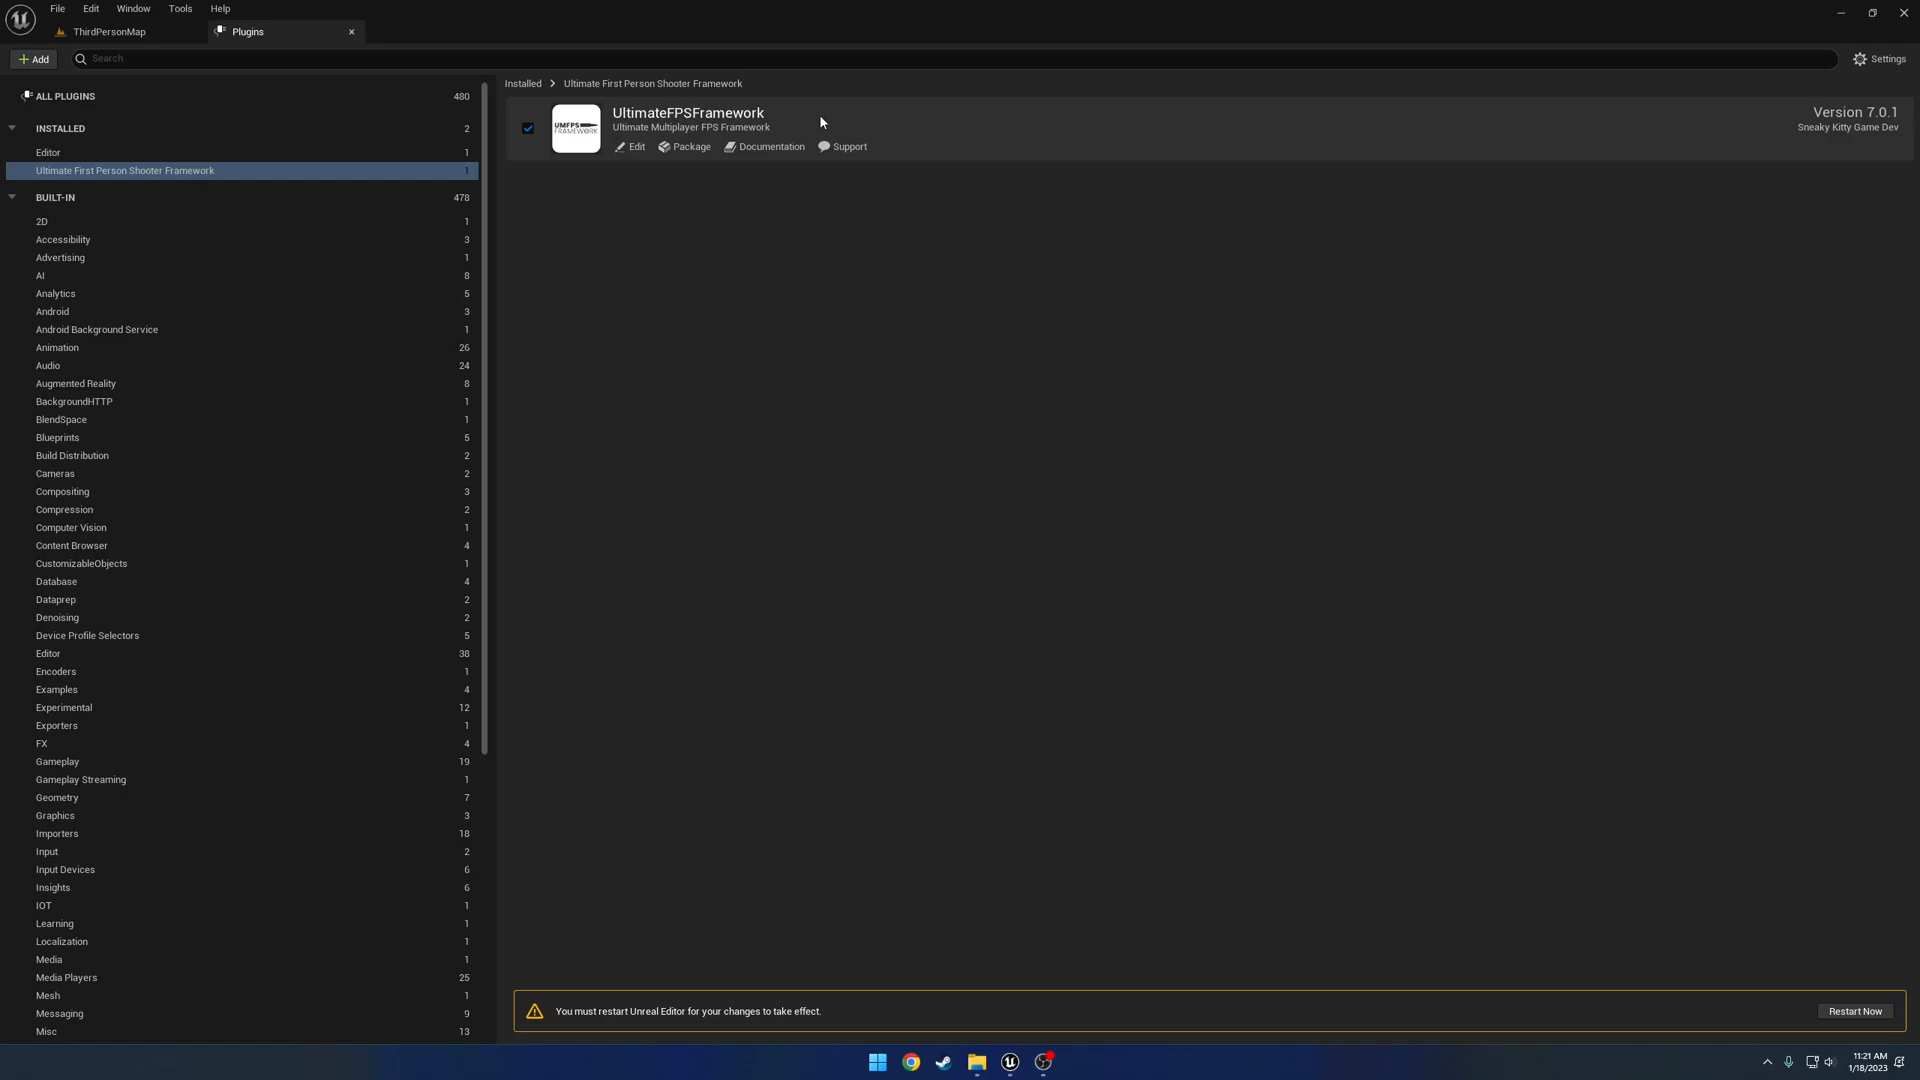 File Edit Window Tools Help
ThirdPersonMap
Plugins
Add
Search
Settings
ALL PLUGINS 480
INSTALLED 2
Editor 1
Ultimate First Person Shooter Framework 1
BUILT-IN 478
2D 1
Accessibility 3
Advertising 1
AI 8
Analytics 5
Android 3
Android Background Service 1
Animation 26
Audio 24
Augmented Reality 8
BackgroundHTTP 1
BlendSpace 1
Blueprints 5
Build Distribution 2
Cameras 2
Compositing 3
Compression 2
Computer Vision 1
Content Browser 4
CustomizableObjects 1
Database 4
Dataprep 2
Denoising 2
Device Profile Selectors 5
Editor 38
Encoders 1
Examples 4
Experimental 12
Exporters 1
FX 4
Gameplay 19
Gameplay Streaming 1
Geometry 7
Graphics 3
Importers 18
Input 2
Input Devices 6
Insights 6
IOT 1
Learning 1
Localization 1
Media 1
Media Players 25
Mesh 1
Messaging 9
Misc 13
Installed > Ultimate First Person Shooter Framework
UMFPS
FRAMEWORK
UltimateFPSFramework
Ultimate Multiplayer FPS Framework
Edit Package Documentation Support
Version 7.0.1
Sneaky Kitty Game Dev
You must restart Unreal Editor for your changes to take effect.
Restart Now
11:21 AM
1/18/2023